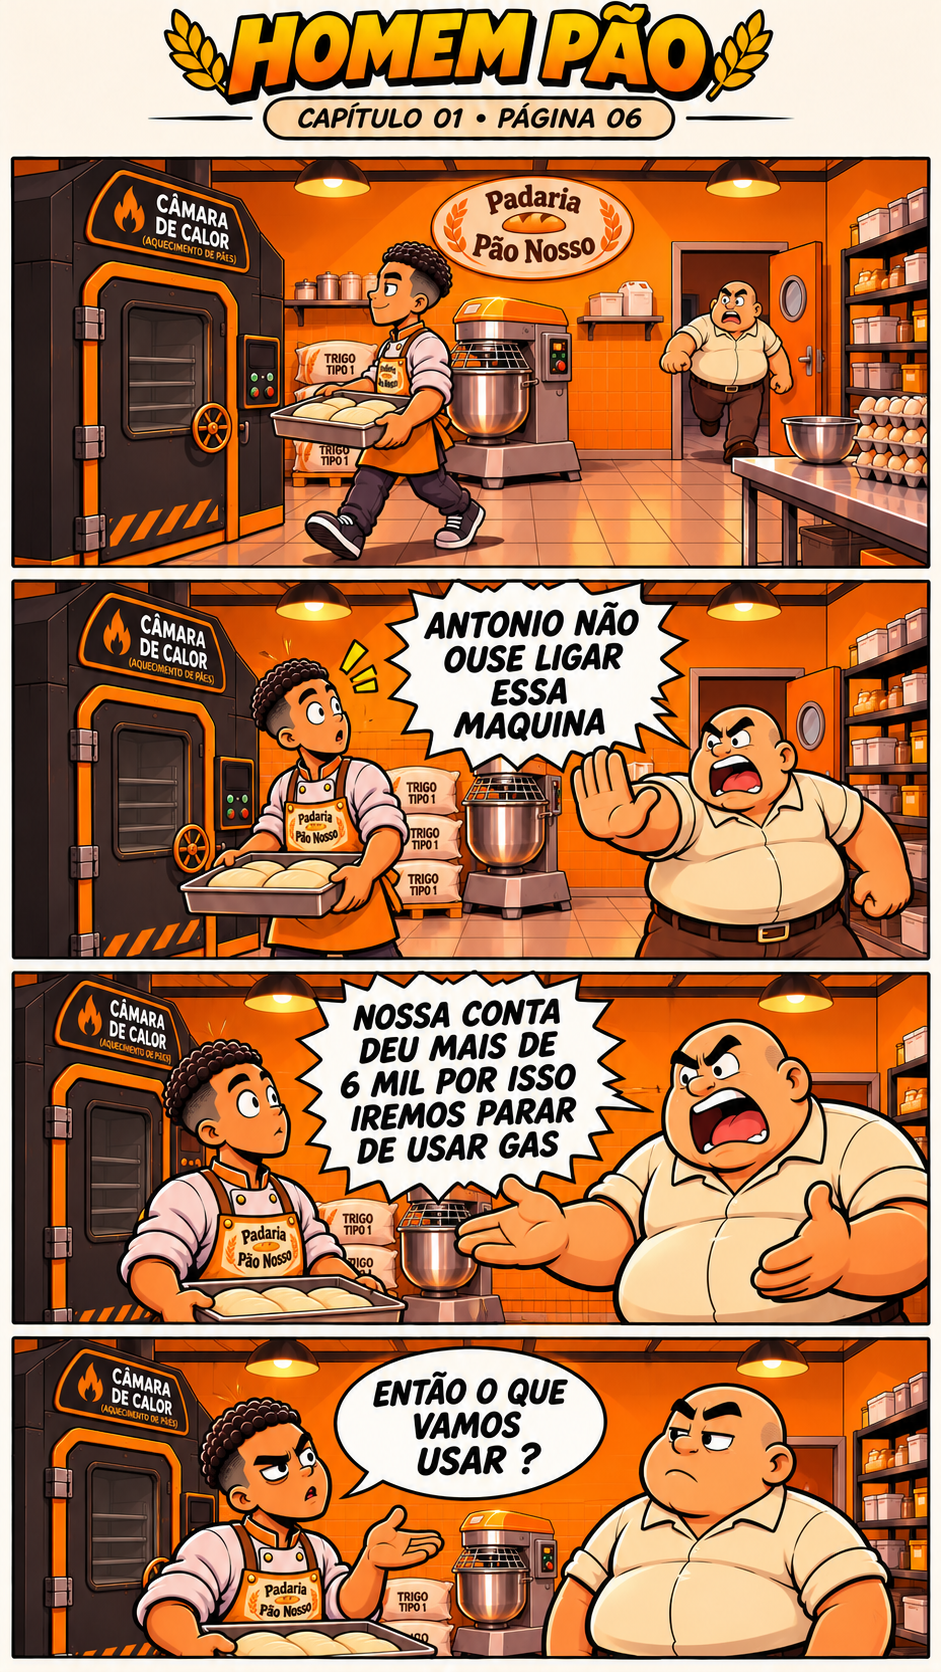 HOMEM PÃO
CAPÍTULO 01 • PÁGINA 06
CÂMARA
DE CALOR
(AQUECIMENTO DE PÃES)
Padaria
Pão Nosso
TRIGO
TIPO 1
Padaria
Pão Nosso
TRIGO
TIPO 1
CÂMARA
DE CALOR
(AQUECIMENTO DE PÃES)
ANTONIO NÃO
OUSE LIGAR
ESSA
MAQUINA
TRIGO
TIPO 1
TRIGO
TIPO 1
TRIGO
TIPO 1
Padaria
Pão Nosso
CÂMARA
DE CALOR
(AQUECIMENTO DE PÃES)
NOSSA CONTA
DEU MAIS DE
6 MIL POR ISSO
IREMOS PARAR
DE USAR GAS
TRIGO
TIPO 1
TRIGO
Padaria
Pão Nosso
CÂMARA
DE CALOR
(AQUECIMENTO DE PÃES)
ENTÃO O QUE
VAMOS
USAR ?
Padaria
Pão Nosso
TRIGO
TIPO 1